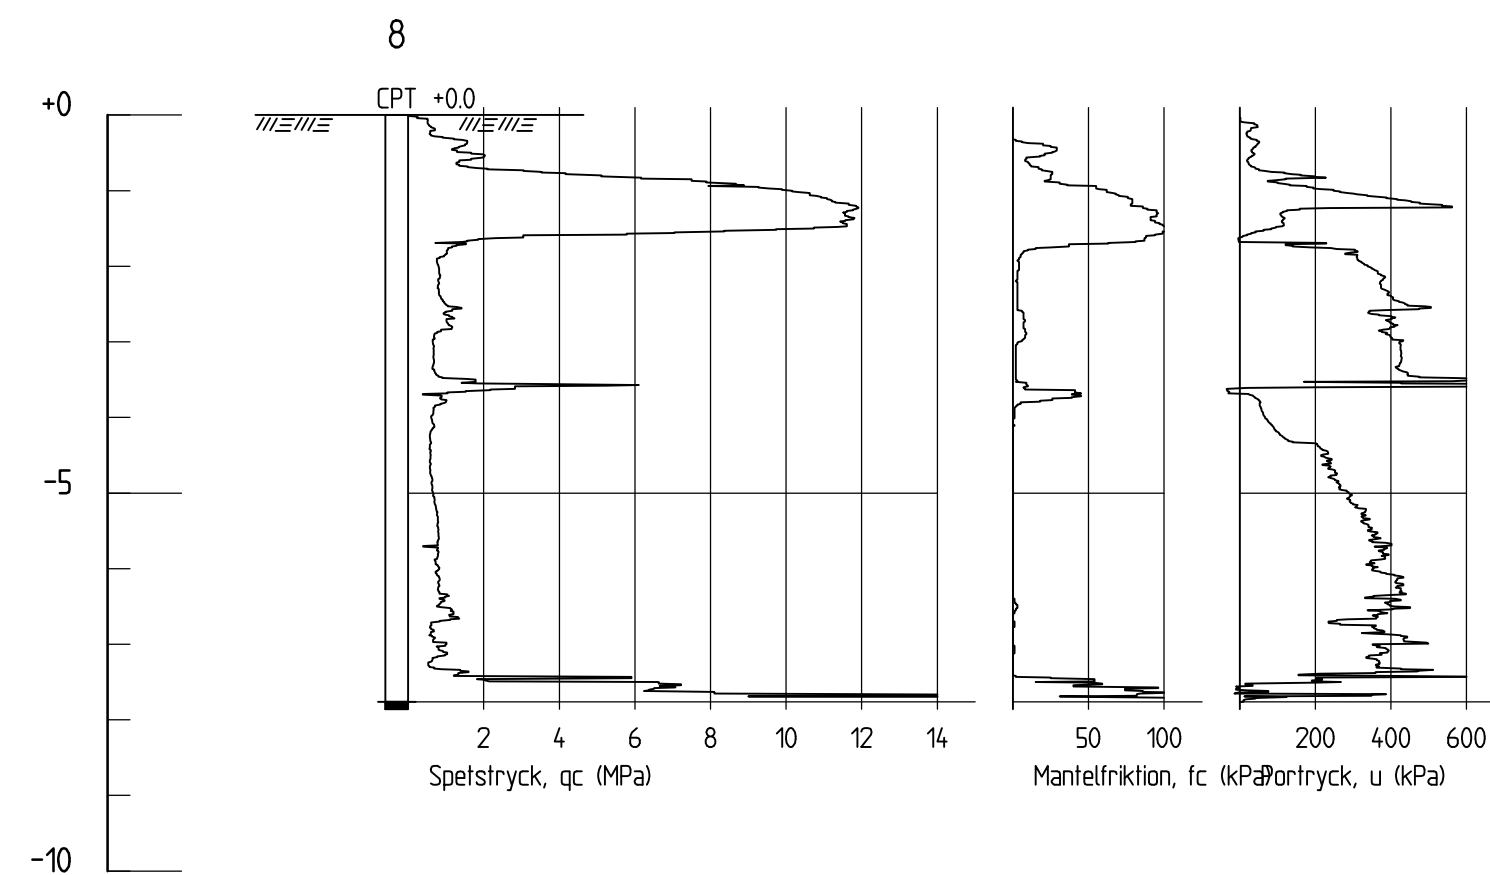 8
+0
CPT +0.0
-5
2 4 6 8 10 12 14 50 100 200 400 600
Spetstryck, qc (MPa) Mantelfriktion, fc (kPa) Portryck, u (kPa)
-10